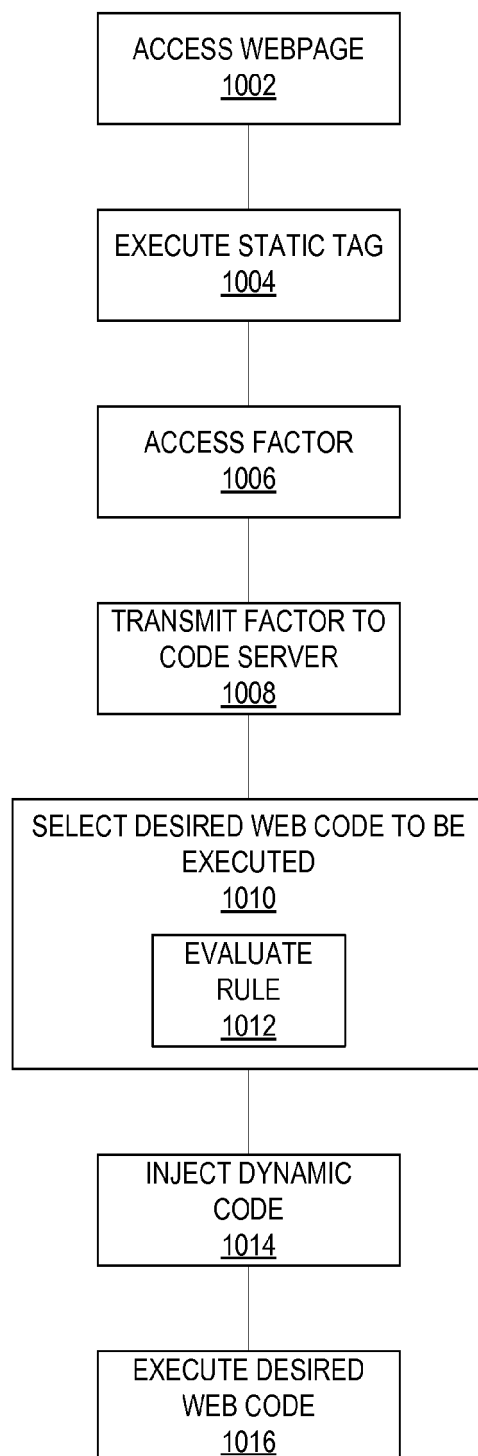 ACCESS WEBPAGE
1002
EXECUTE STATIC TAG
1004
ACCESS FACTOR
1006
TRANSMIT FACTOR TO
CODE SERVER
1008
SELECT DESIRED WEB CODE TO BE
EXECUTED
1010
EVALUATE
RULE
1012
INJECT DYNAMIC
CODE
1014
EXECUTE DESIRED
WEB CODE
1016